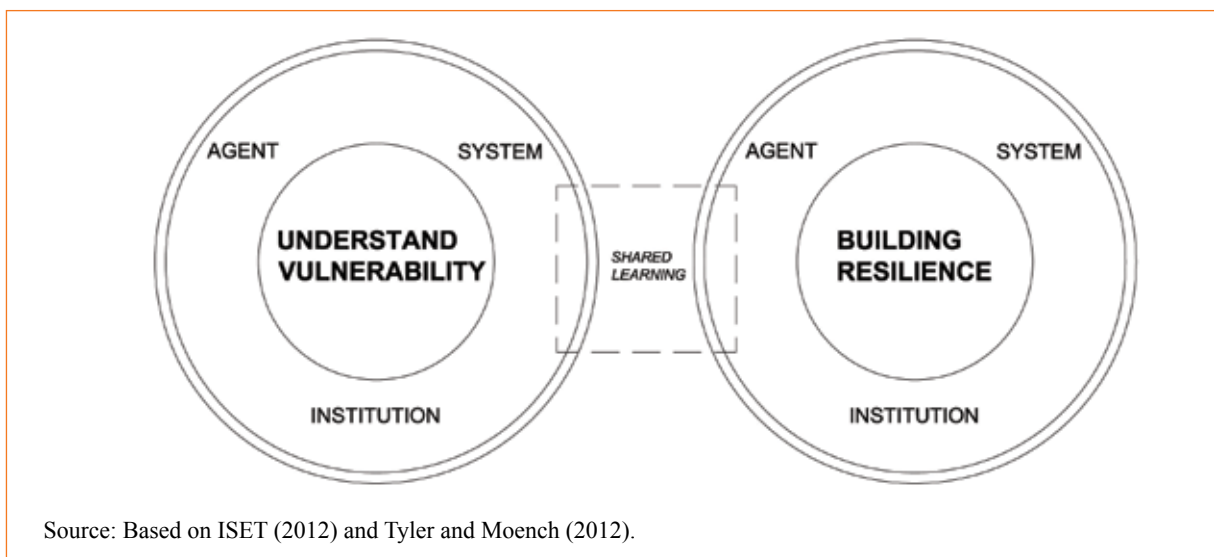 AGENT
SYSTEM
UNDERSTAND
VULNERABILITY
INSTITUTION
SHARED
LEARNING
AGENT
SYSTEM
BUILDING
RESILIENCE
INSTITUTION
Source: Based on ISET (2012) and Tyler and Moench (2012).